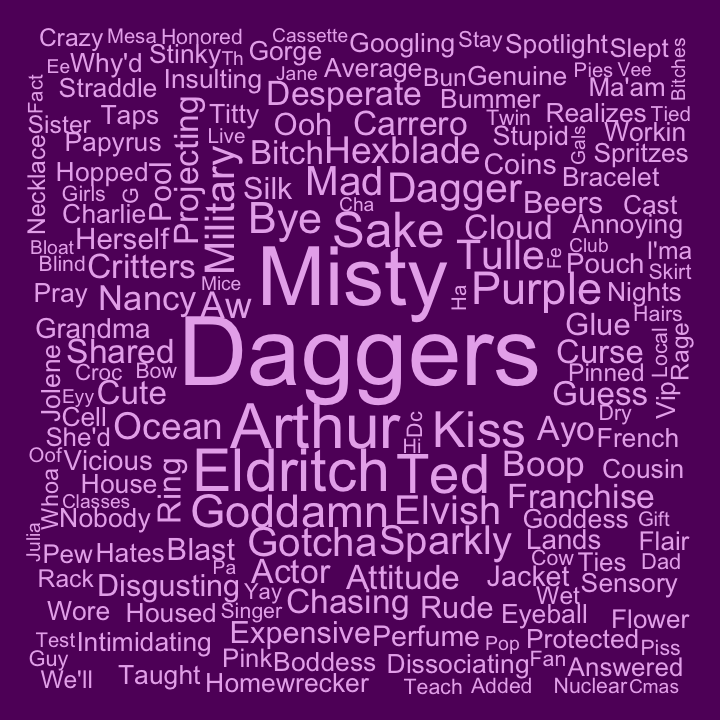 Crazy Mesa Honored Cassette Googling Stay Spotlight Slept Bitches
Ee Why'd Stinky Th Gorge Jane Average Bun Genuine Pies Vee Ma'am
Straddle Insulting Desperate Bummer Realizes Tied
SFact Sister Taps Projecting Titty Ooh Carrero Twin Stupid Gals Workin
Papyrus Live Bitch Hexblade Coins Spritzes
Necklace Hopped Pool Military Silk Mad Dagger Bracelet
Girls G Cha Beers Cast
Charlie Bye Sake Cloud Annoying
Bloat Herself Tulle Fe Club I'ma
Blind Critters Misty Pouch Skirt
Pray Nancy Mice Aw Ha Purple Nights
Grandma Daggers Glue Hairs
Jolene Shared Curse Local Rage
Croc Bow Pinned
Eyy Cute Guess Vip
Cell Ocean Arthur Dc Hi Kiss Ayo Dry
She'd French
Oof Vicious Ring Eldritch Ted Boop Cousin
Whoa House
Classes Goddamn Elvish Franchise
Nobody Goddess Gift
Julia Pew Hates Blast Gotcha Sparkly Lands Flair
Pa Actor Attitude Jacket Cow Ties Dad
Rack Disgusting Yay Chasing Wet Sensory
Wore Housed Singer Rude Eyeball Flower
Test Intimidating Expensive Perfume Pop Protected Piss
Guy Pink Boddess Dissociating Fan Answered
We'll Taught Homewrecker Teach Added Nuclear Cmas